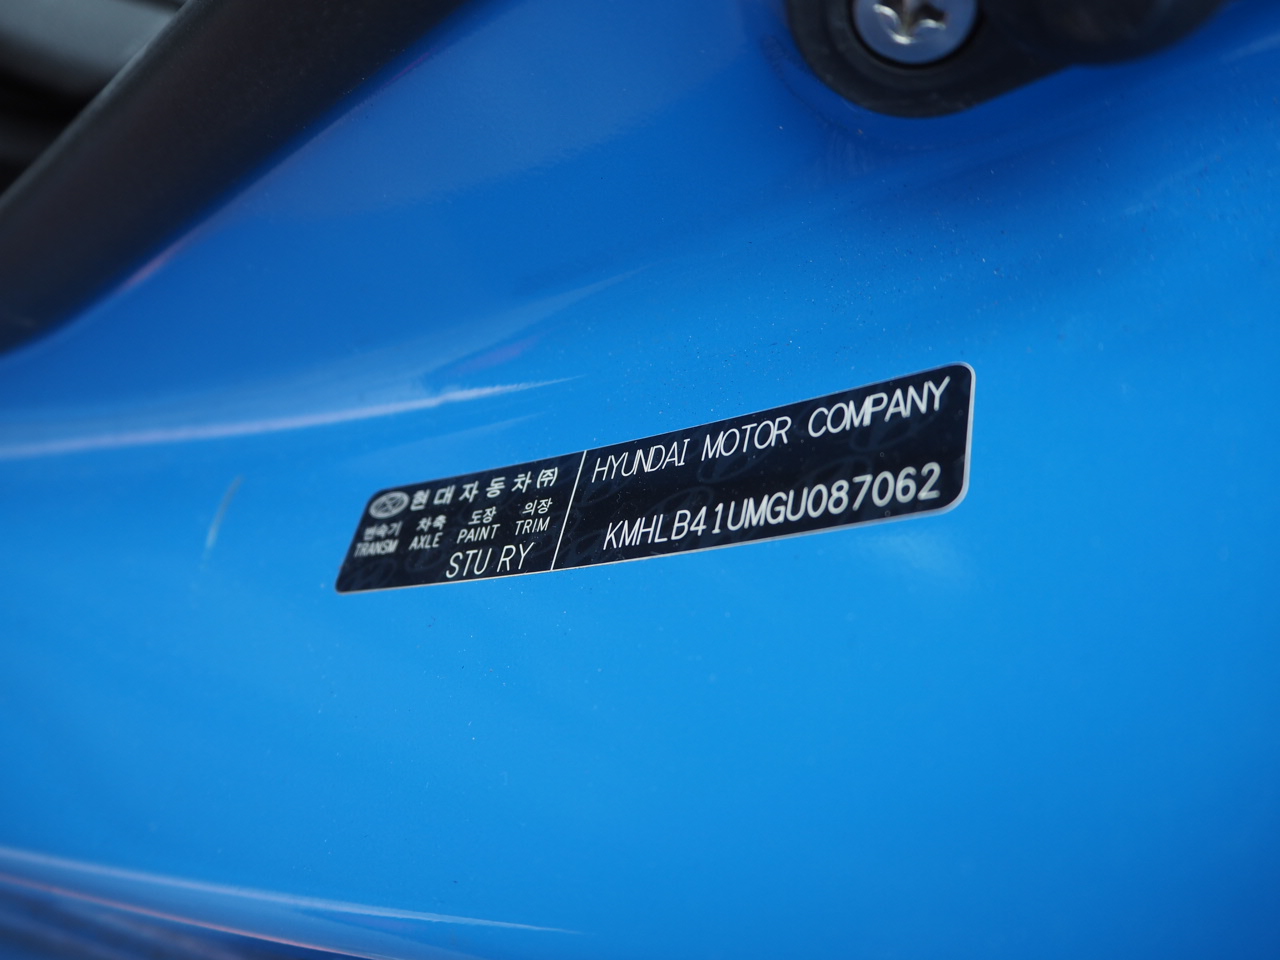 현대자동차(주)
변속기 차축 도장 의장
TRANSM AXLE PAINT TRIM
STU RY
HYUNDAI MOTOR COMPANY
KMHLB41UMGU087062